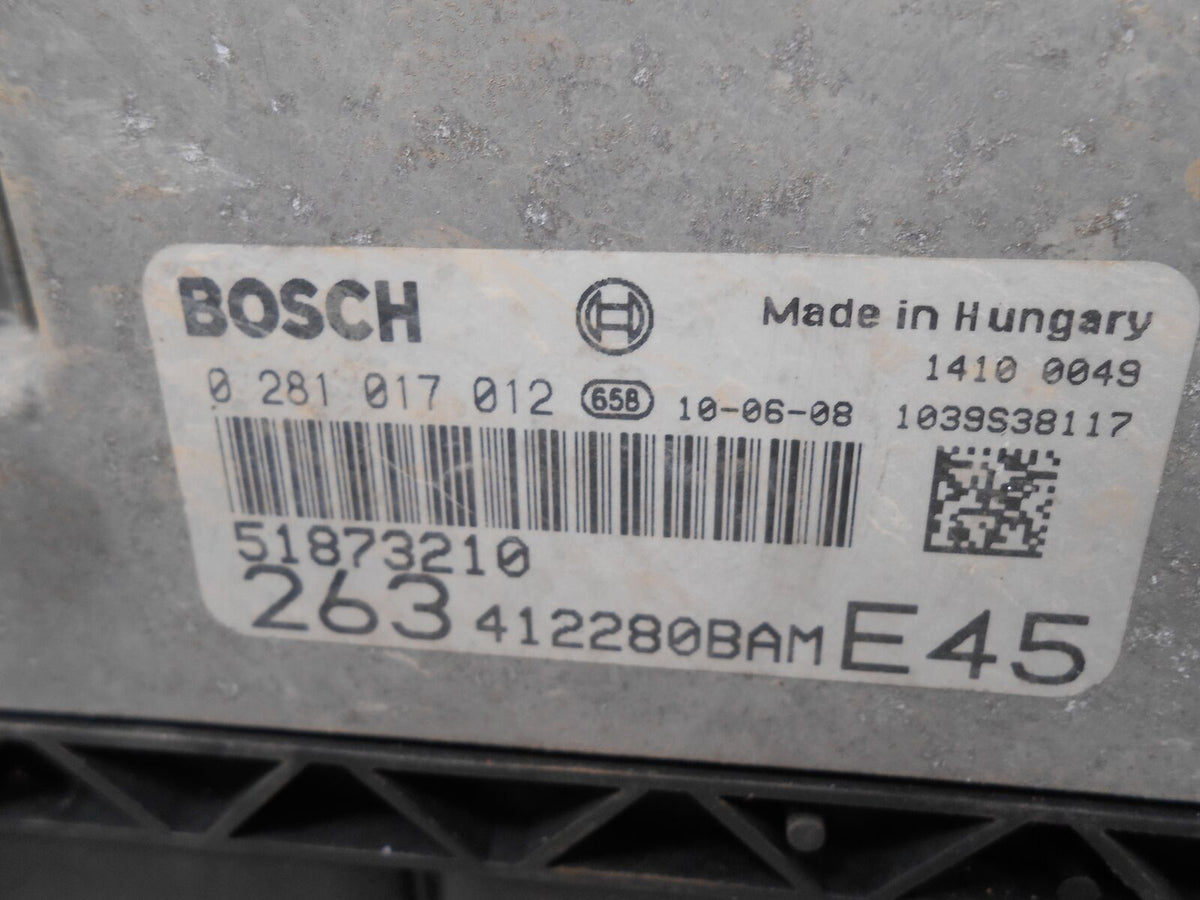 BOSCH
Made in Hungary
1410 0049
0 281 017 012 658 10-06-08 1039S38117
51873210
263 412280BAM E45